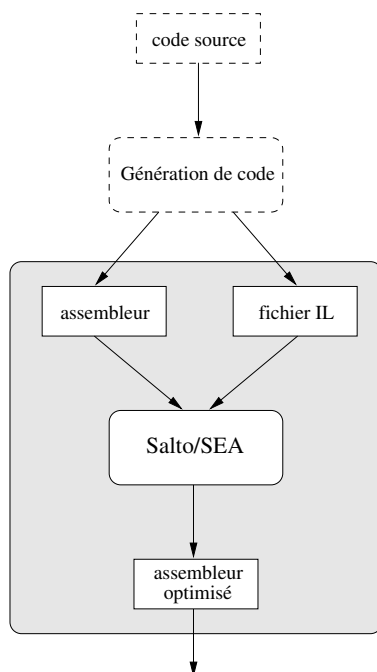 code source
Génération de code
assembleur
fichier IL
Salto/SEA
assembleur
optimisé